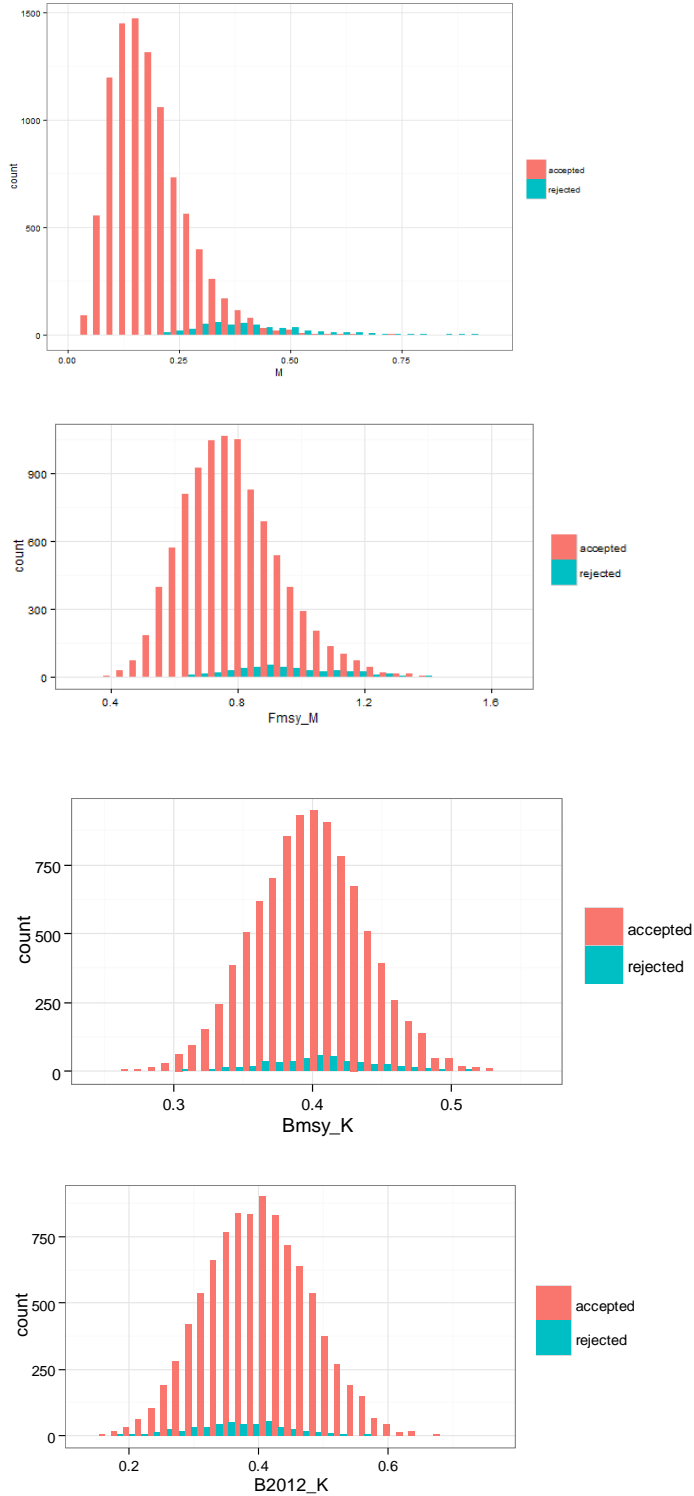 1500
1000
500
0
count
0.00
0.25
0.50
0.75
M
accepted
rejected
900
600
300
0
count
0.4
0.8
1.2
1.6
Fmsy_M
accepted
rejected
750
500
250
0
count
0.3
0.4
0.5
Bmsy_K
accepted
rejected
750
500
250
0
count
0.2
0.4
0.6
B2012_K
accepted
rejected